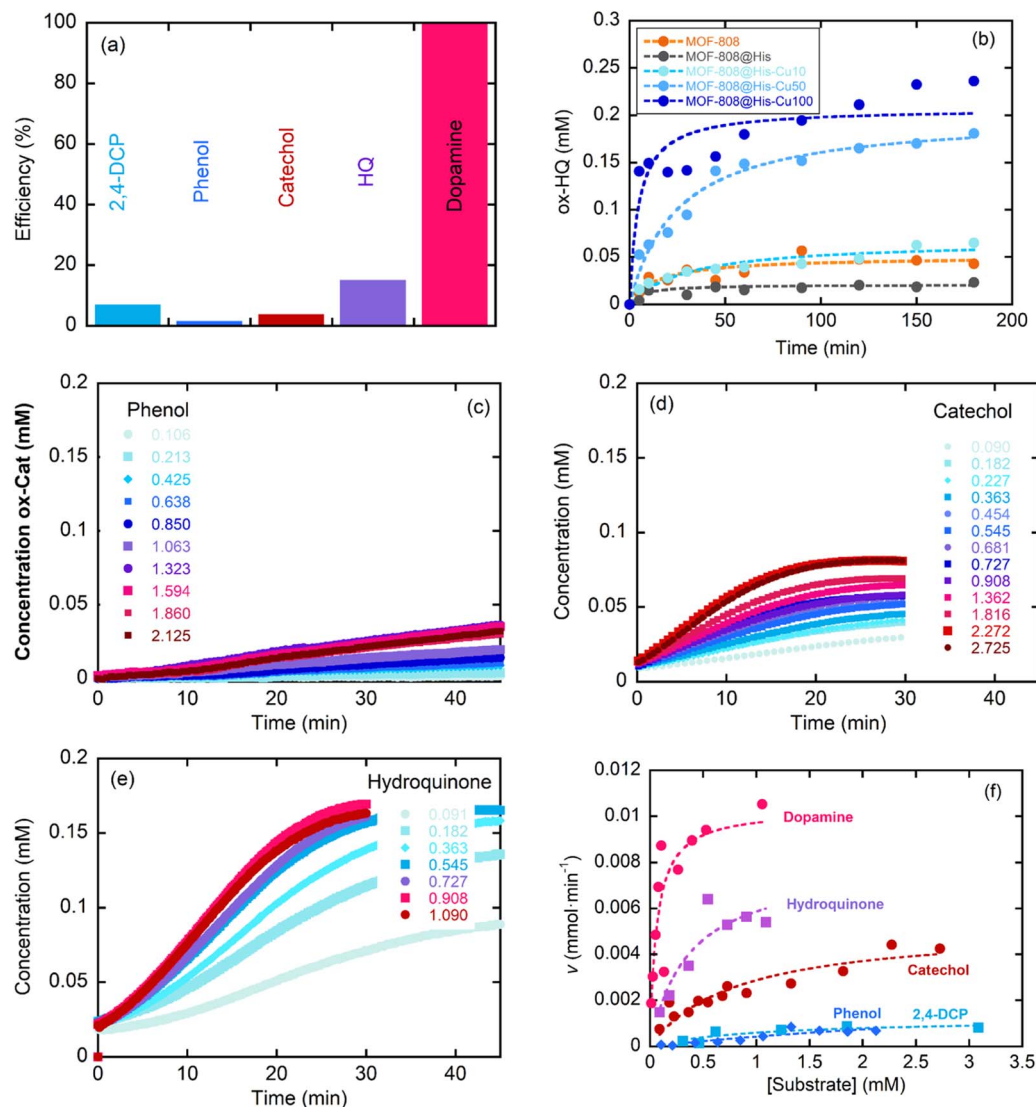 (a)
Efficiency (%)
100
80
60
40
20
0
2,4-DCP
Phenol
Catechol
HQ
Dopamine
(b)
ox-HQ (mM)
0.3
0.25
0.2
0.15
0.1
0.05
0
MOF-808
MOF-808@His
MOF-808@His-Cu10
MOF-808@His-Cu50
MOF-808@His-Cu100
0 50 100 150 200
Time (min)
(c)
Concentration ox-Cat (mM)
0.2
0.15
0.1
0.05
0
Phenol
0.106
0.213
0.425
0.638
0.850
1.063
1.323
1.594
1.860
2.125
0 10 20 30 40
Time (min)
(d)
Concentration (mM)
0.2
0.15
0.1
0.05
0
Catechol
0.090
0.182
0.227
0.363
0.454
0.545
0.681
0.727
0.908
1.362
1.816
2.272
2.725
0 10 20 30 40
Time (min)
(e)
Concentration (mM)
0.2
0.15
0.1
0.05
0
Hydroquinone
0.091
0.182
0.363
0.545
0.727
0.908
1.090
0 10 20 30 40
Time (min)
(f)
v (mmol·min⁻¹)
0.012
0.01
0.008
0.006
0.004
0.002
0
Dopamine
Hydroquinone
Catechol
Phenol
2,4-DCP
0 0.5 1 1.5 2 2.5 3 3.5
[Substrate] (mM)